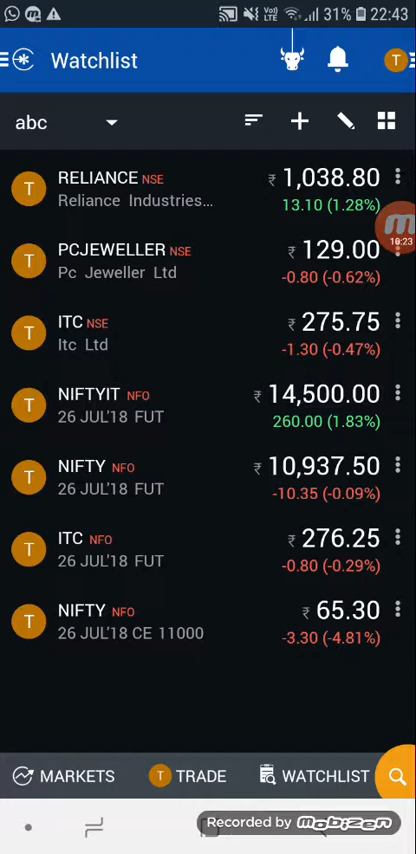 Vo)) LTE 31% 22:43
Watchlist T
abc
T RELIANCE NSE ₹ 1,038.80
Reliance Industries... 13.10 (1.28%)
10:23
T PCJEWELLER NSE ₹ 129.00
Pc Jeweller Ltd -0.80 (-0.62%)
T ITC NSE ₹ 275.75
Itc Ltd -1.30 (-0.47%)
T NIFTYIT NFO ₹ 14,500.00
26 JUL'18 FUT 260.00 (1.83%)
T NIFTY NFO ₹ 10,937.50
26 JUL'18 FUT -10.35 (-0.09%)
T ITC NFO ₹ 276.25
26 JUL'18 FUT -0.80 (-0.29%)
T NIFTY NFO ₹ 65.30
26 JUL'18 CE 11000 -3.30 (-4.81%)
MARKETS T TRADE WATCHLIST
Recorded by mobizen